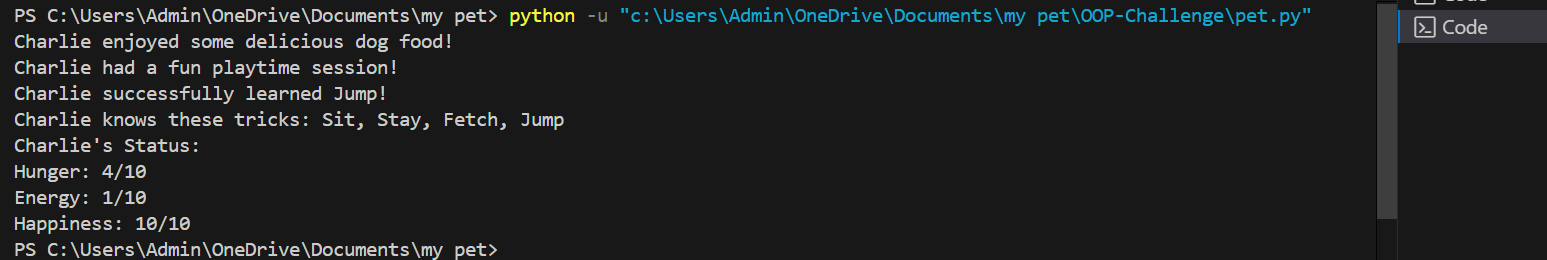 PS C:\Users\Admin\OneDrive\Documents\my pet> python -u "c:\Users\Admin\OneDrive\Documents\my pet\OOP-Challenge\pet.py"
Charlie enjoyed some delicious dog food!
Charlie had a fun playtime session!
Charlie successfully learned Jump!
Charlie knows these tricks: Sit, Stay, Fetch, Jump
Charlie's Status:
Hunger: 4/10
Energy: 1/10
Happiness: 10/10
PS C:\Users\Admin\OneDrive\Documents\my pet>
Code